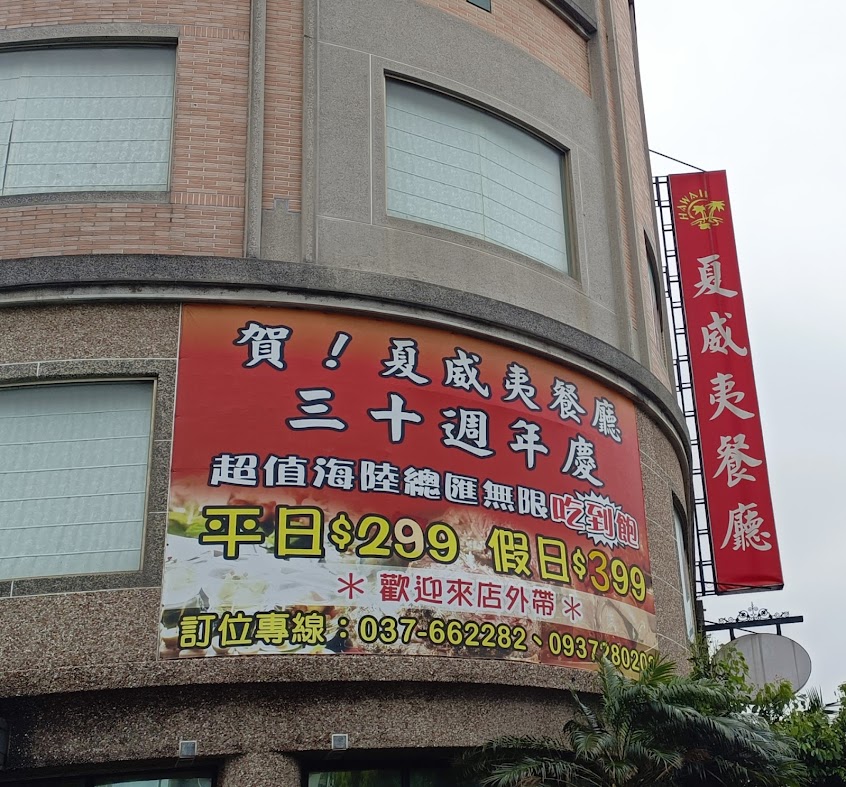 賀！夏威夷餐廳
三十週年慶
超值海陸總匯無限吃到飽
平日$299 假日$399
＊歡迎來店外帶＊
訂位專線：037-662282、093728020
HAWAII
夏威夷餐廳